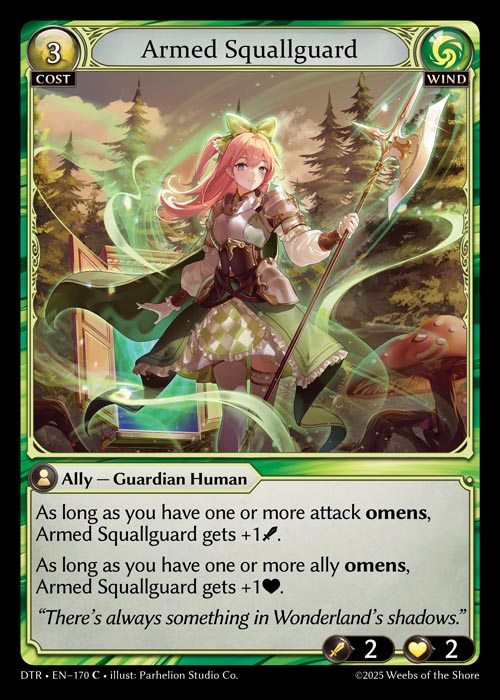 3
Armed Squallguard
COST
WIND
Ally — Guardian Human
As long as you have one or more attack omens,
Armed Squallguard gets +1.
As long as you have one or more ally omens,
Armed Squallguard gets +1♥.
“There’s always something in Wonderland’s shadows.”
2
2
DTR • EN–170 C • illust: Parhelion Studio Co.
©2025 Weebs of the Shore